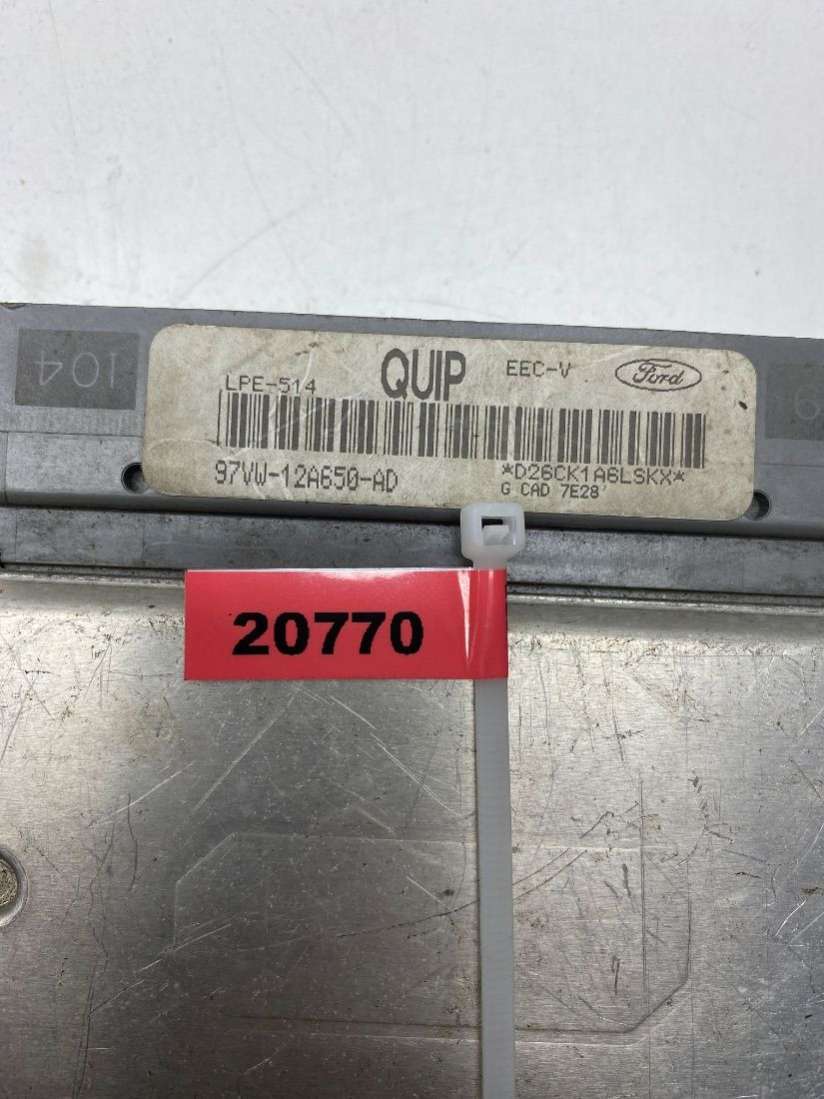 QUIP EEC-V Ford
LPE-514
97VW-12A650-AD *D26CK1A6LSKX*
G CAD 7E28
104
20770